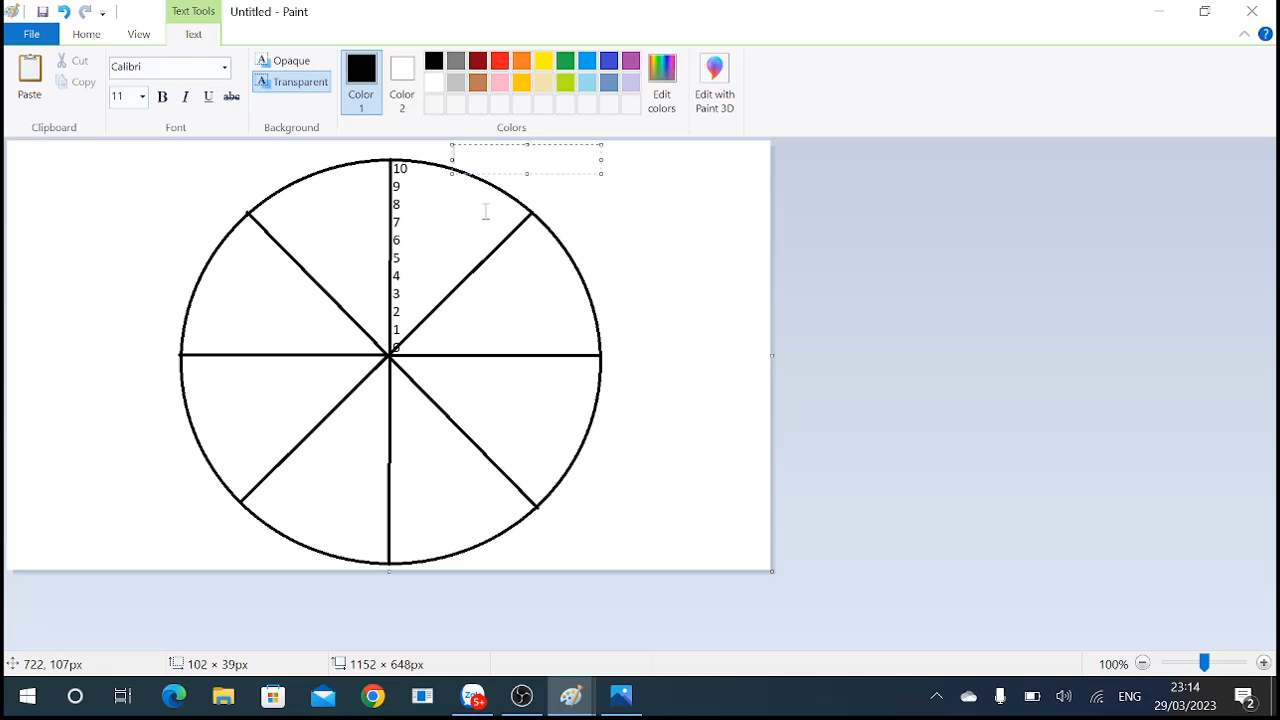 Text Tools
Untitled - Paint
File
Home
View
Text
Paste
Cut
Copy
Clipboard
Calibri
11
B I U abc
Font
Opaque
Transparent
Background
Color 1
Color 2
Edit colors
Colors
Edit with Paint 3D
10
9
8
7
6
5
4
3
2
1
0
722, 107px
102 × 39px
1152 × 648px
100%
5+
ENG
23:14
29/03/2023
2